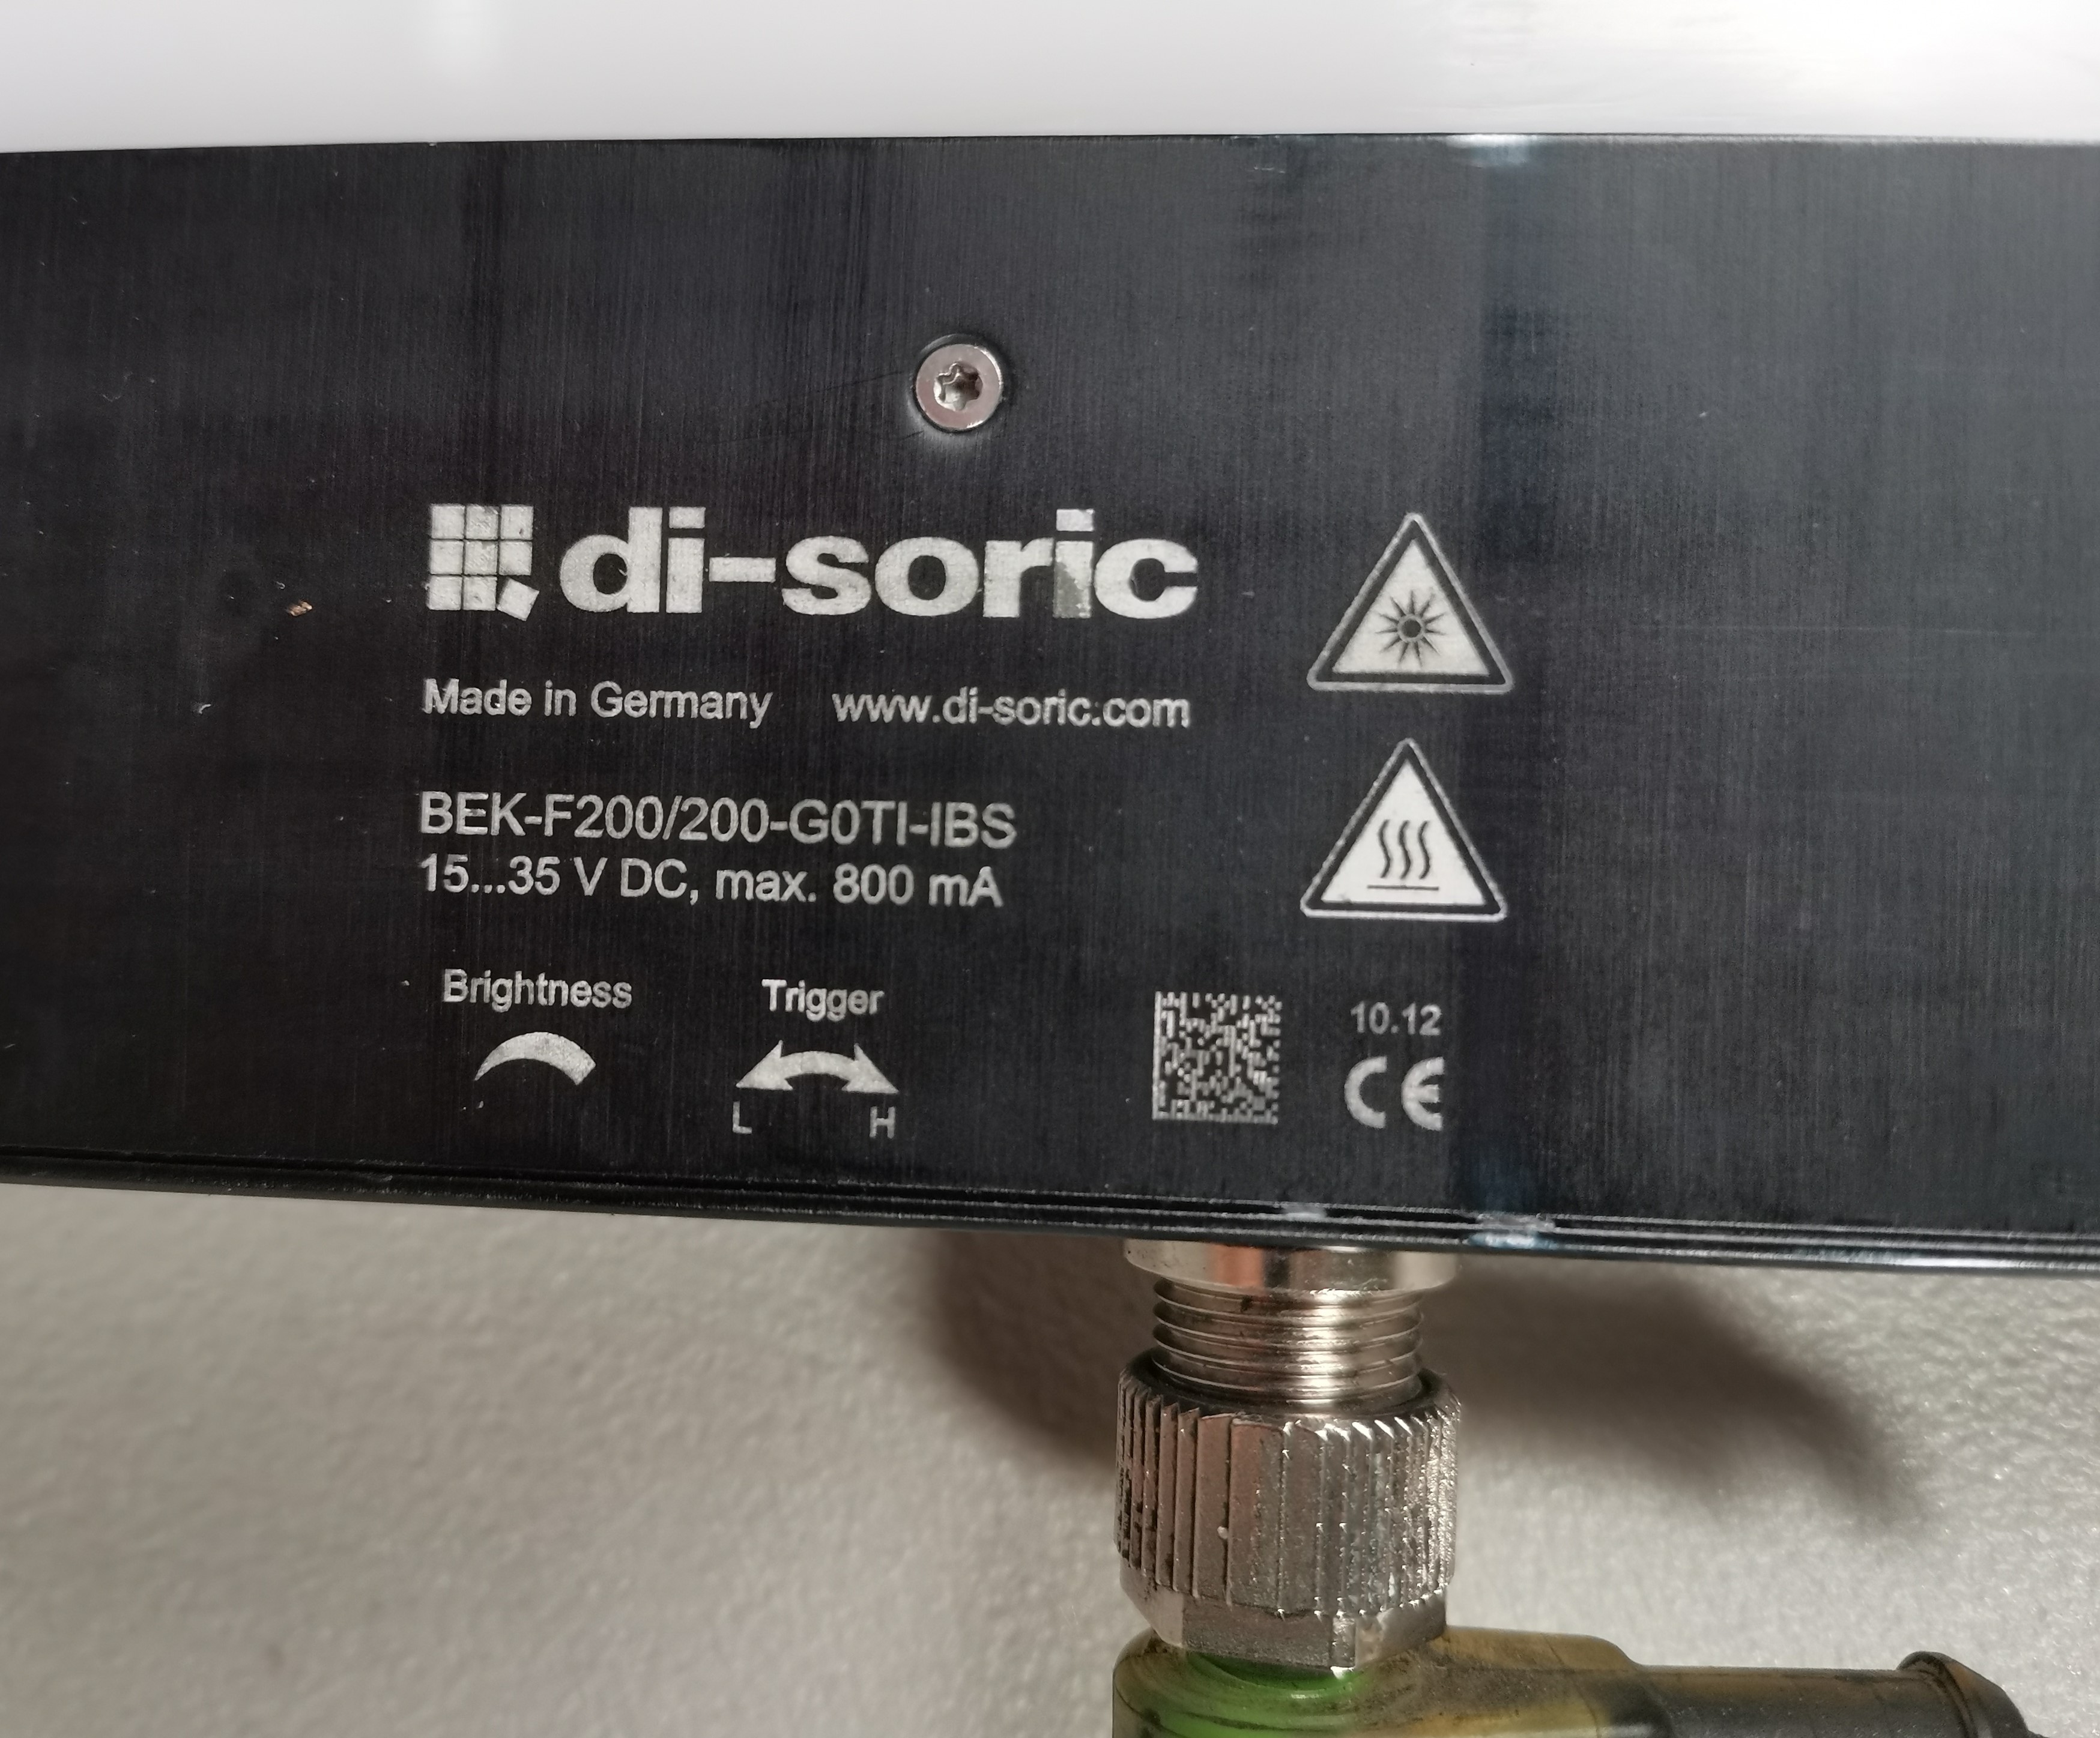 di-soric
Made in Germany www.di-soric.com
BEK-F200/200-G0TI-IBS
15...35 V DC, max. 800 mA
Brightness Trigger
L H
10.12
CE